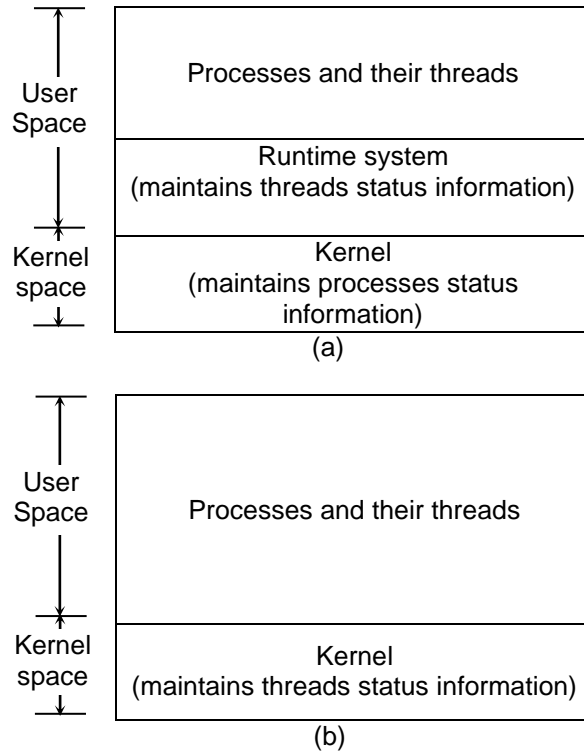 Processes and their threads
User
Space
Runtime system
(maintains threads status information)
Kernel
space
Kernel
(maintains processes status
information)
(a)
User
Space
Processes and their threads
Kernel
space
Kernel
(maintains threads status information)
(b)